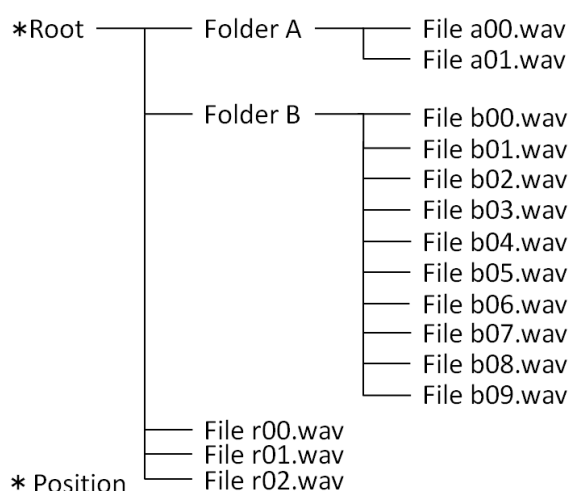 *Root
Folder A
File a00.wav
File a01.wav
Folder B
File b00.wav
File b01.wav
File b02.wav
File b03.wav
File b04.wav
File b05.wav
File b06.wav
File b07.wav
File b08.wav
File b09.wav
File r00.wav
File r01.wav
File r02.wav
* Position